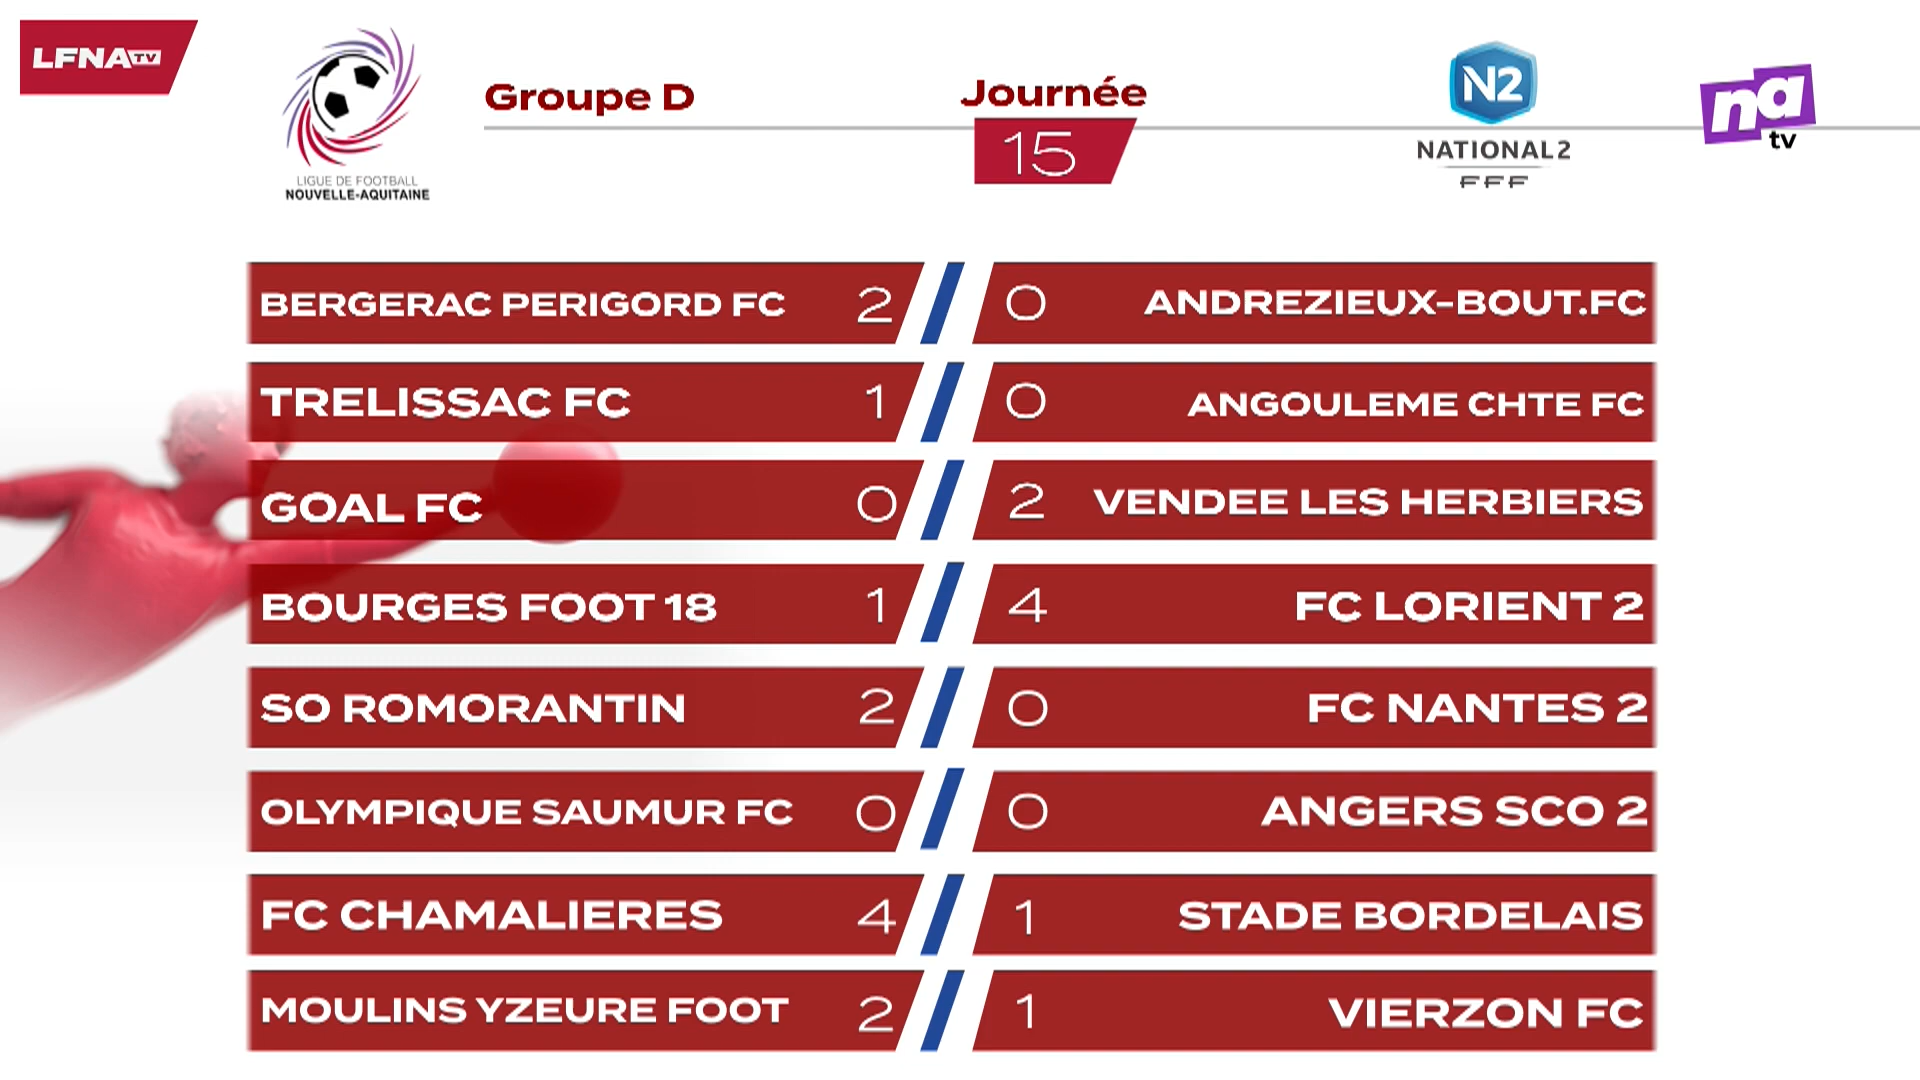 LFNA TV
LIGUE DE FOOTBALL
NOUVELLE-AQUITAINE
Groupe D
Journée
15
N2
NATIONAL 2
FFF
na
tv
BERGERAC PERIGORD FC 2 0 ANDREZIEUX-BOUT.FC
TRELISSAC FC 1 0 ANGOULEME CHTE FC
GOAL FC 0 2 VENDEE LES HERBIERS
BOURGES FOOT 18 1 4 FC LORIENT 2
SO ROMORANTIN 2 0 FC NANTES 2
OLYMPIQUE SAUMUR FC 0 0 ANGERS SCO 2
FC CHAMALIERES 4 1 STADE BORDELAIS
MOULINS YZEURE FOOT 2 1 VIERZON FC